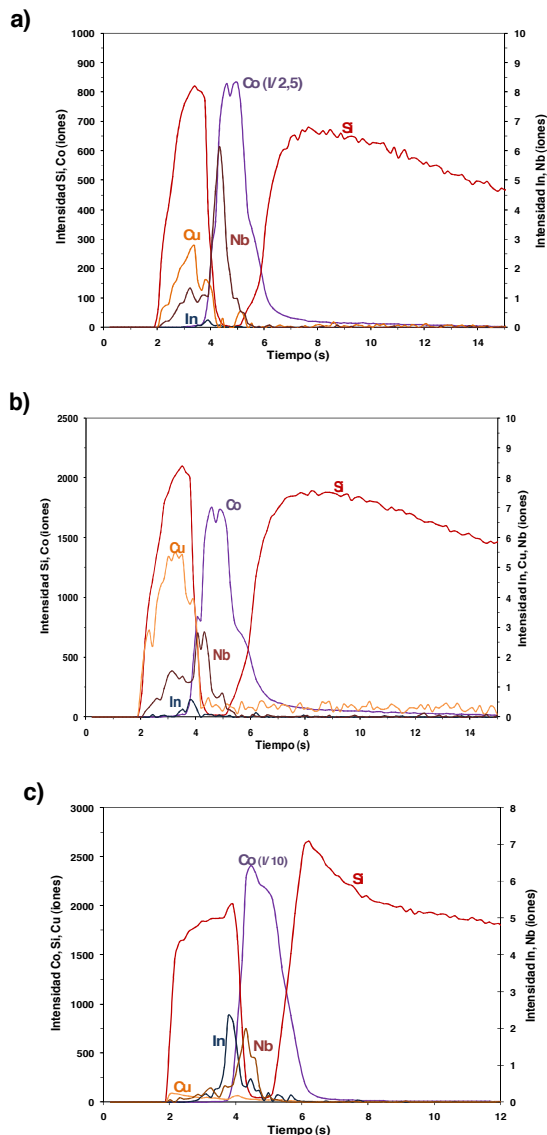 a)
Intensidad Si, Co (iones)
1000
900
800
700
600
500
400
300
200
100
0
Co (I/2,5)
Si
Cu
Nb
In
10
9
8
7
6
5
4
3
2
1
0
Intensidad In, Nb (iones)
0 2 4 6 8 10 12 14
Tiempo (s)
b)
Intensidad Si, Co (iones)
2500
2000
1500
1000
500
0
Si
Co
Cu
Nb
In
10
9
8
7
6
5
4
3
2
1
0
Intensidad In, Cu, Nb (iones)
0 2 4 6 8 10 12 14
Tiempo (s)
c)
Intensidad Co, Si, Cu (iones)
3000
2500
2000
1500
1000
500
0
Co (I/10)
Si
In
Nb
Cu
8
7
6
5
4
3
2
1
0
Intensidad In, Nb (iones)
0 2 4 6 8 10 12
Tiempo (s)